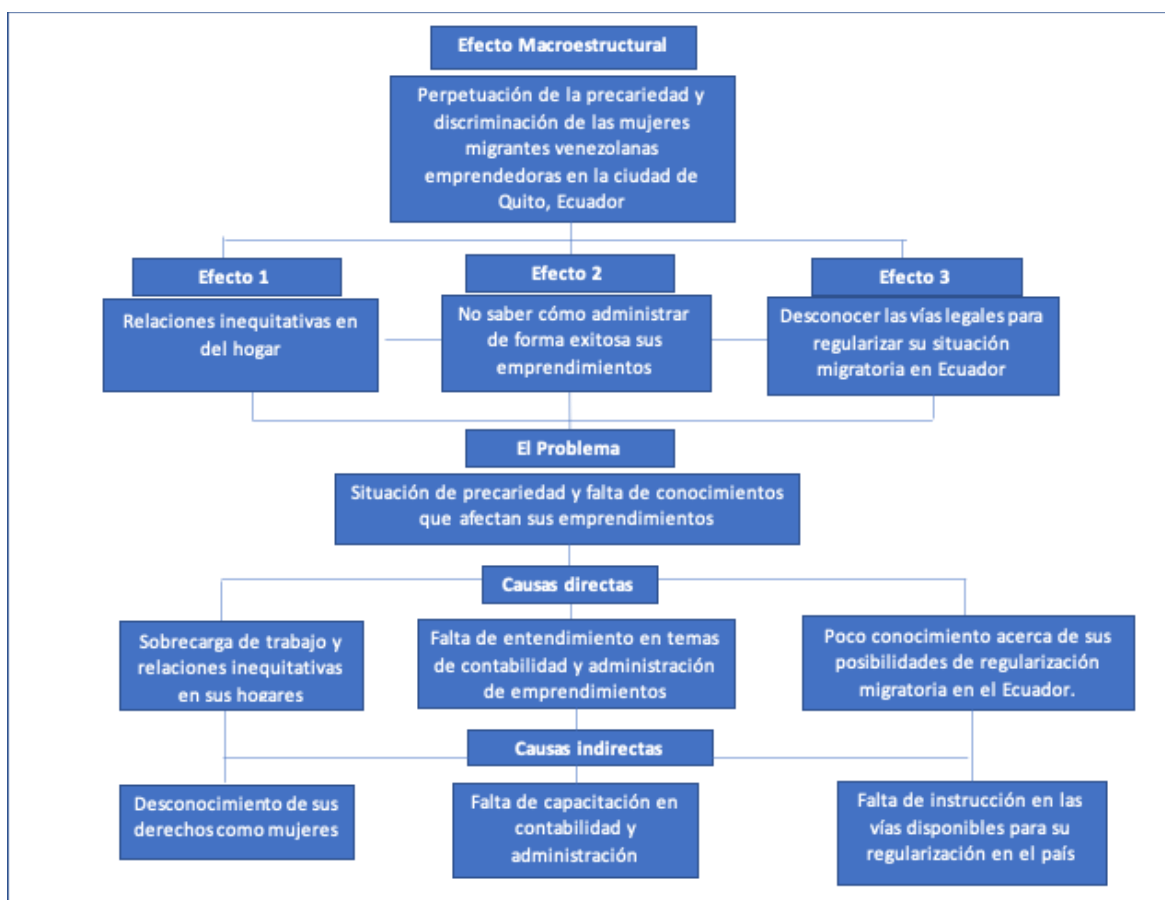 Efecto Macroestructural
Perpetuación de la precariedad y
discriminación de las mujeres
migrantes venezolanas
emprendedoras en la ciudad de
Quito, Ecuador
Efecto 1
Relaciones inequitativas en
del hogar
Efecto 2
No saber cómo administrar
de forma exitosa sus
emprendimientos
Efecto 3
Desconocer las vías legales para
regularizar su situación
migratoria en Ecuador
El Problema
Situación de precariedad y falta de conocimientos
que afectan sus emprendimientos
Causas directas
Sobrecarga de trabajo y
relaciones inequitativas
en sus hogares
Falta de entendimiento en temas
de contabilidad y administración
de emprendimientos
Poco conocimiento acerca de sus
posibilidades de regularización
migratoria en el Ecuador.
Causas indirectas
Desconocimiento de sus
derechos como mujeres
Falta de capacitación en
contabilidad y
administración
Falta de instrucción en las
vías disponibles para su
regularización en el país